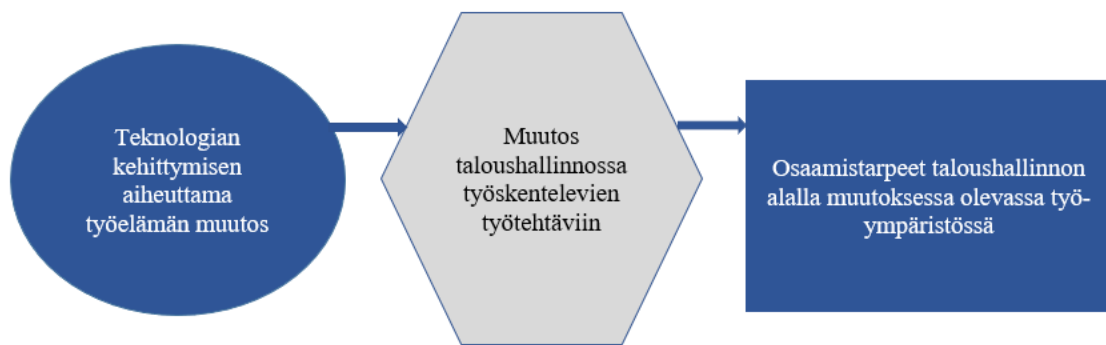 Teknologian
kehittymisen
aiheuttama
työelämän muutos
Muutos
taloushallinnossa
työskentelevien
työtehtäviin
Osaamistarpeet taloushallinnon
alalla muutoksessa olevassa työ-
ympäristössä